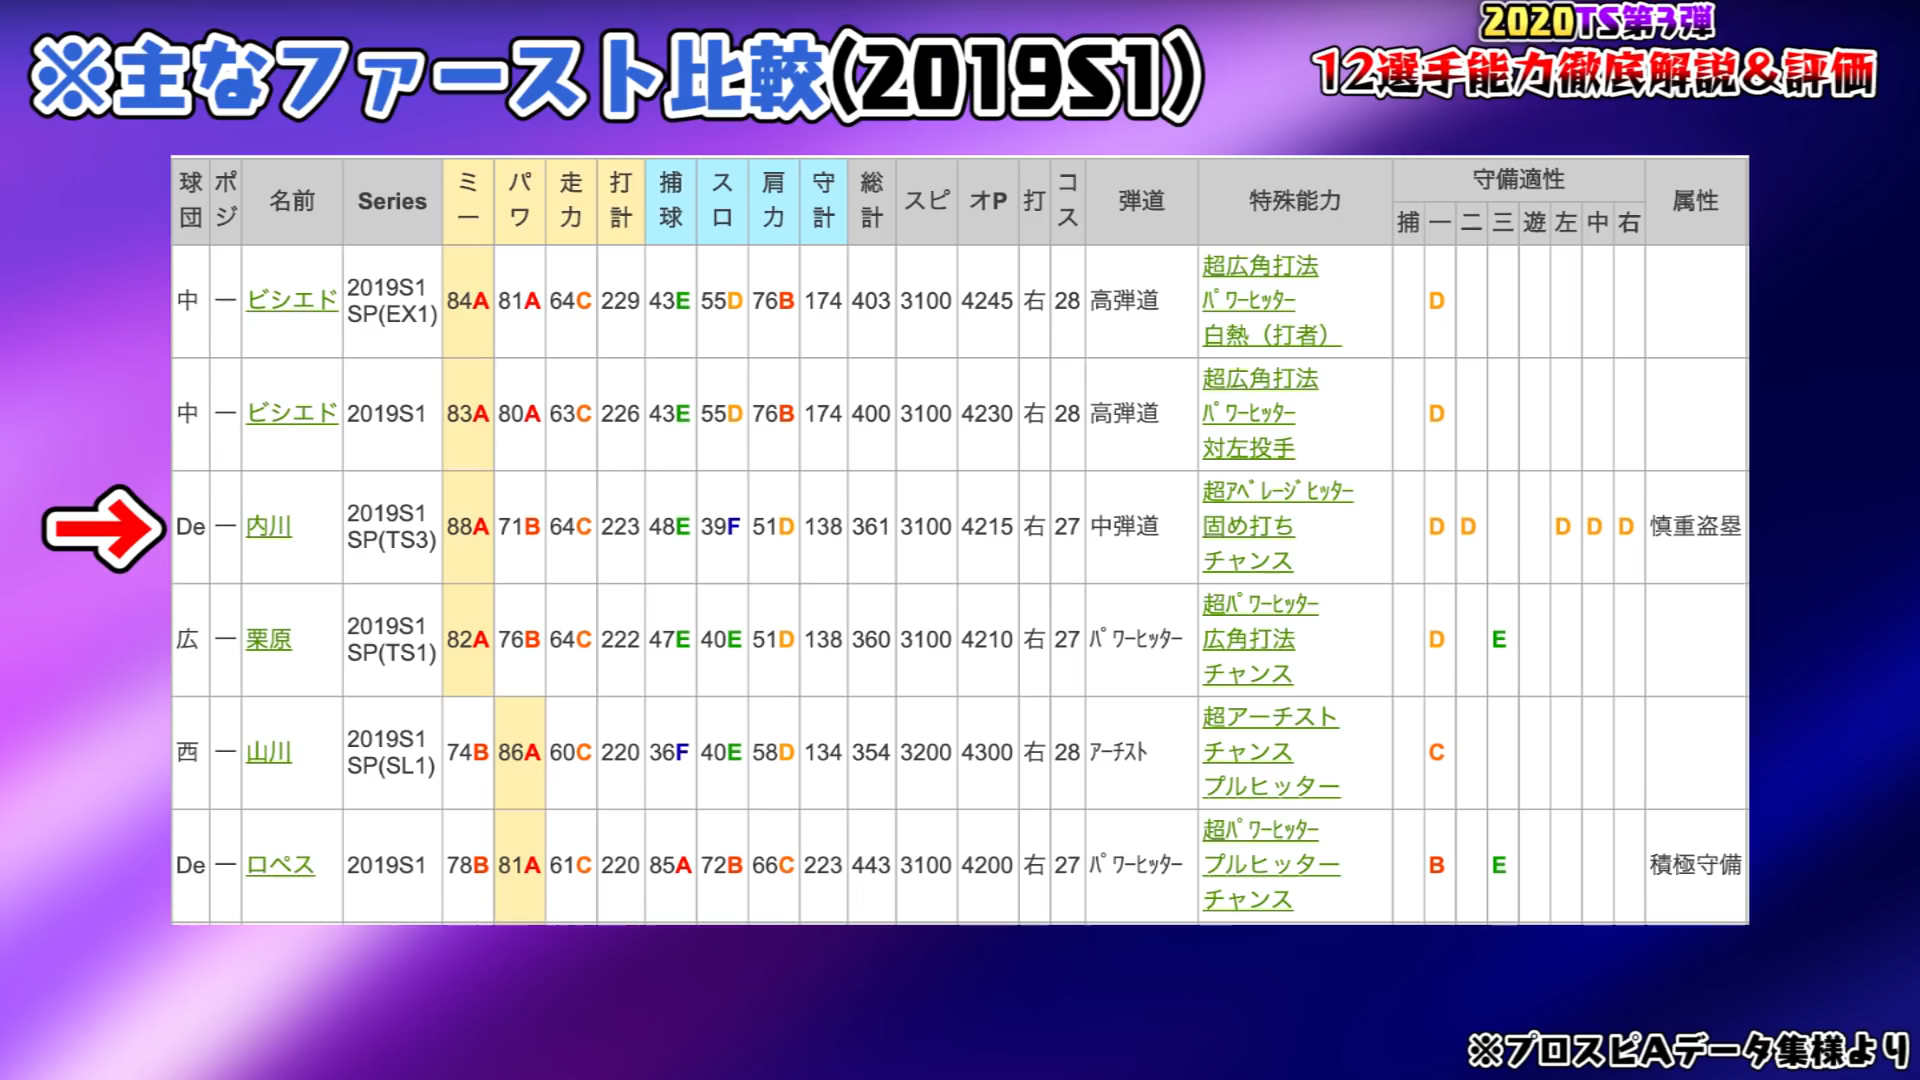 2020TS第3弾
12選手能力徹底解説&評価
※主なファースト比較(2019S1)
球団 ポジ 名前 Series ミー パワ 走力 打計 捕球 スロ 肩力 守計 総計 スピ オP 打 コス 弾道 特殊能力 守備適性 属性
捕 一 二 三 遊 左 中 右
中 一 ビシエド 2019S1 SP(EX1) 84A 81A 64C 229 43E 55D 76B 174 403 3100 4245 右 28 高弾道 超広角打法 パワーヒッター 白熱（打者） D
中 一 ビシエド 2019S1 83A 80A 63C 226 43E 55D 76B 174 400 3100 4230 右 28 高弾道 超広角打法 パワーヒッター 対左投手 D
De 一 内川 2019S1 SP(TS3) 88A 71B 64C 223 48E 39F 51D 138 361 3100 4215 右 27 中弾道 超アベレージヒッター 固め打ち チャンス D D D D D 慎重盗塁
広 一 栗原 2019S1 SP(TS1) 82A 76B 64C 222 47E 40E 51D 138 360 3100 4210 右 27 パワーヒッター 超パワーヒッター 広角打法 チャンス D E
西 一 山川 2019S1 SP(SL1) 74B 86A 60C 220 36F 40E 58D 134 354 3200 4300 右 28 アーチスト 超アーチスト チャンス プルヒッター C
De 一 ロペス 2019S1 78B 81A 61C 220 85A 72B 66C 223 443 3100 4200 右 27 パワーヒッター 超パワーヒッター プルヒッター チャンス B E 積極守備
※プロスピAデータ集様より